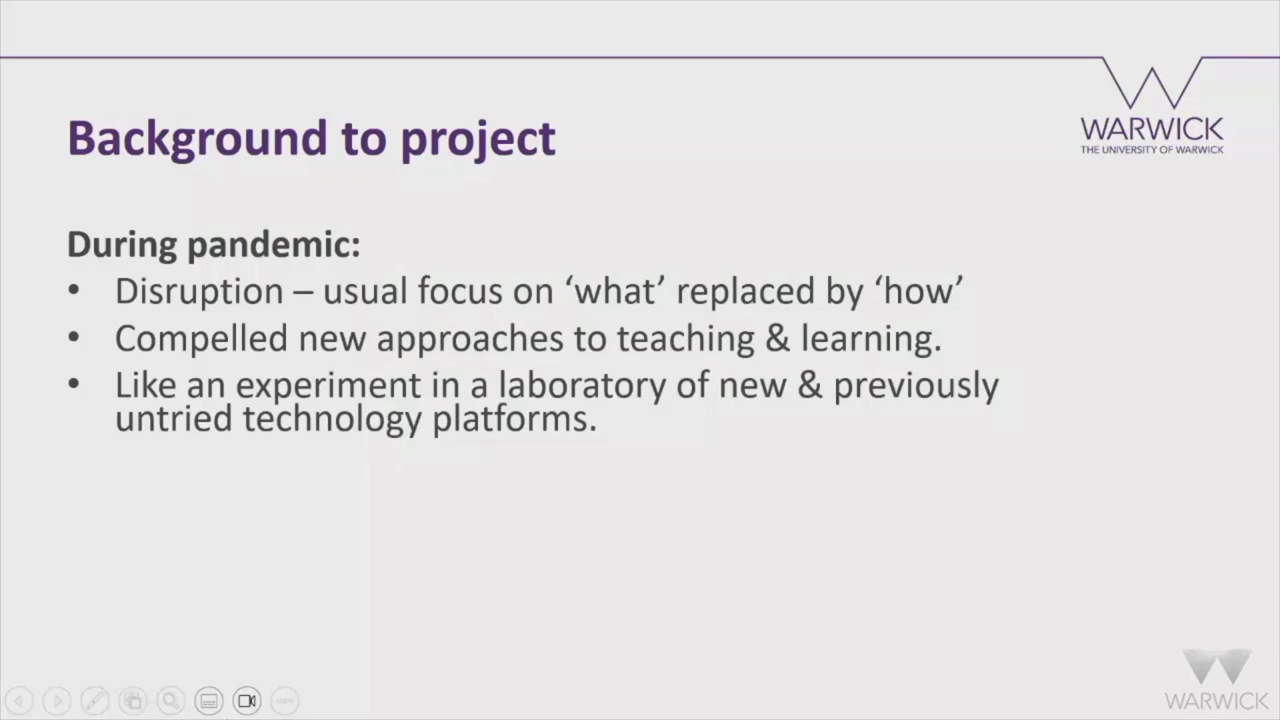 WARWICK
THE UNIVERSITY OF WARWICK
Background to project
During pandemic:
• Disruption – usual focus on ‘what’ replaced by ‘how’
• Compelled new approaches to teaching & learning.
• Like an experiment in a laboratory of new & previously
untried technology platforms.
WARWICK